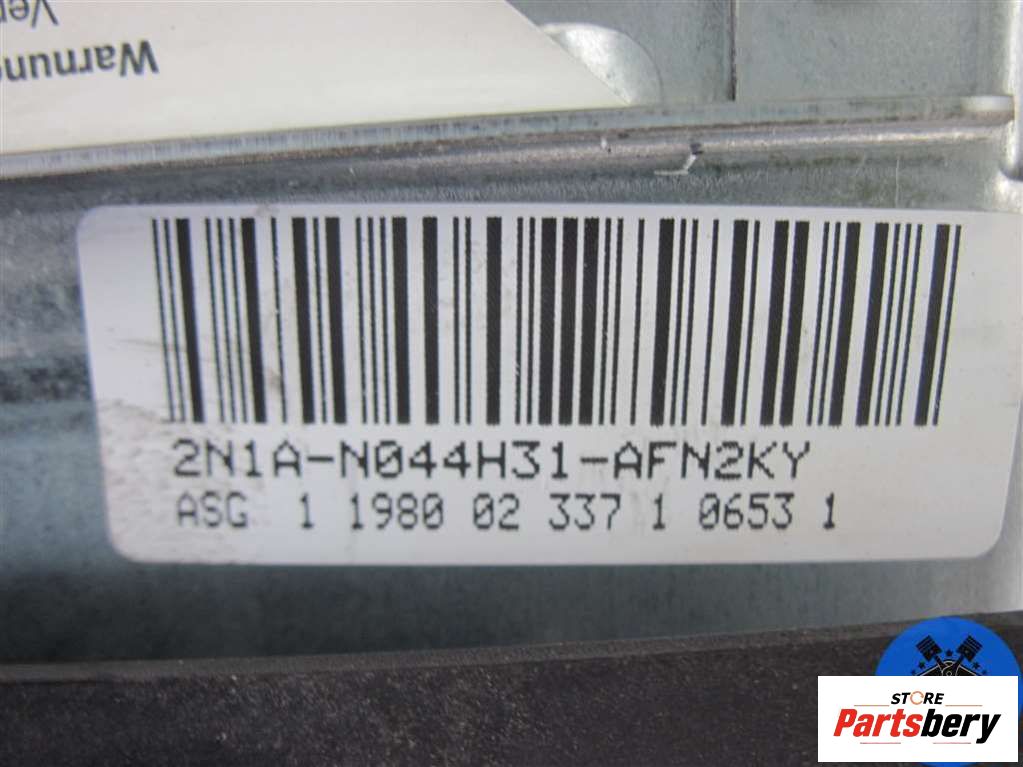 Warnung
2N1A-N044H31-AFN2KY
ASG 1 1980 02 337 1 0653 1
STORE
Partsbery